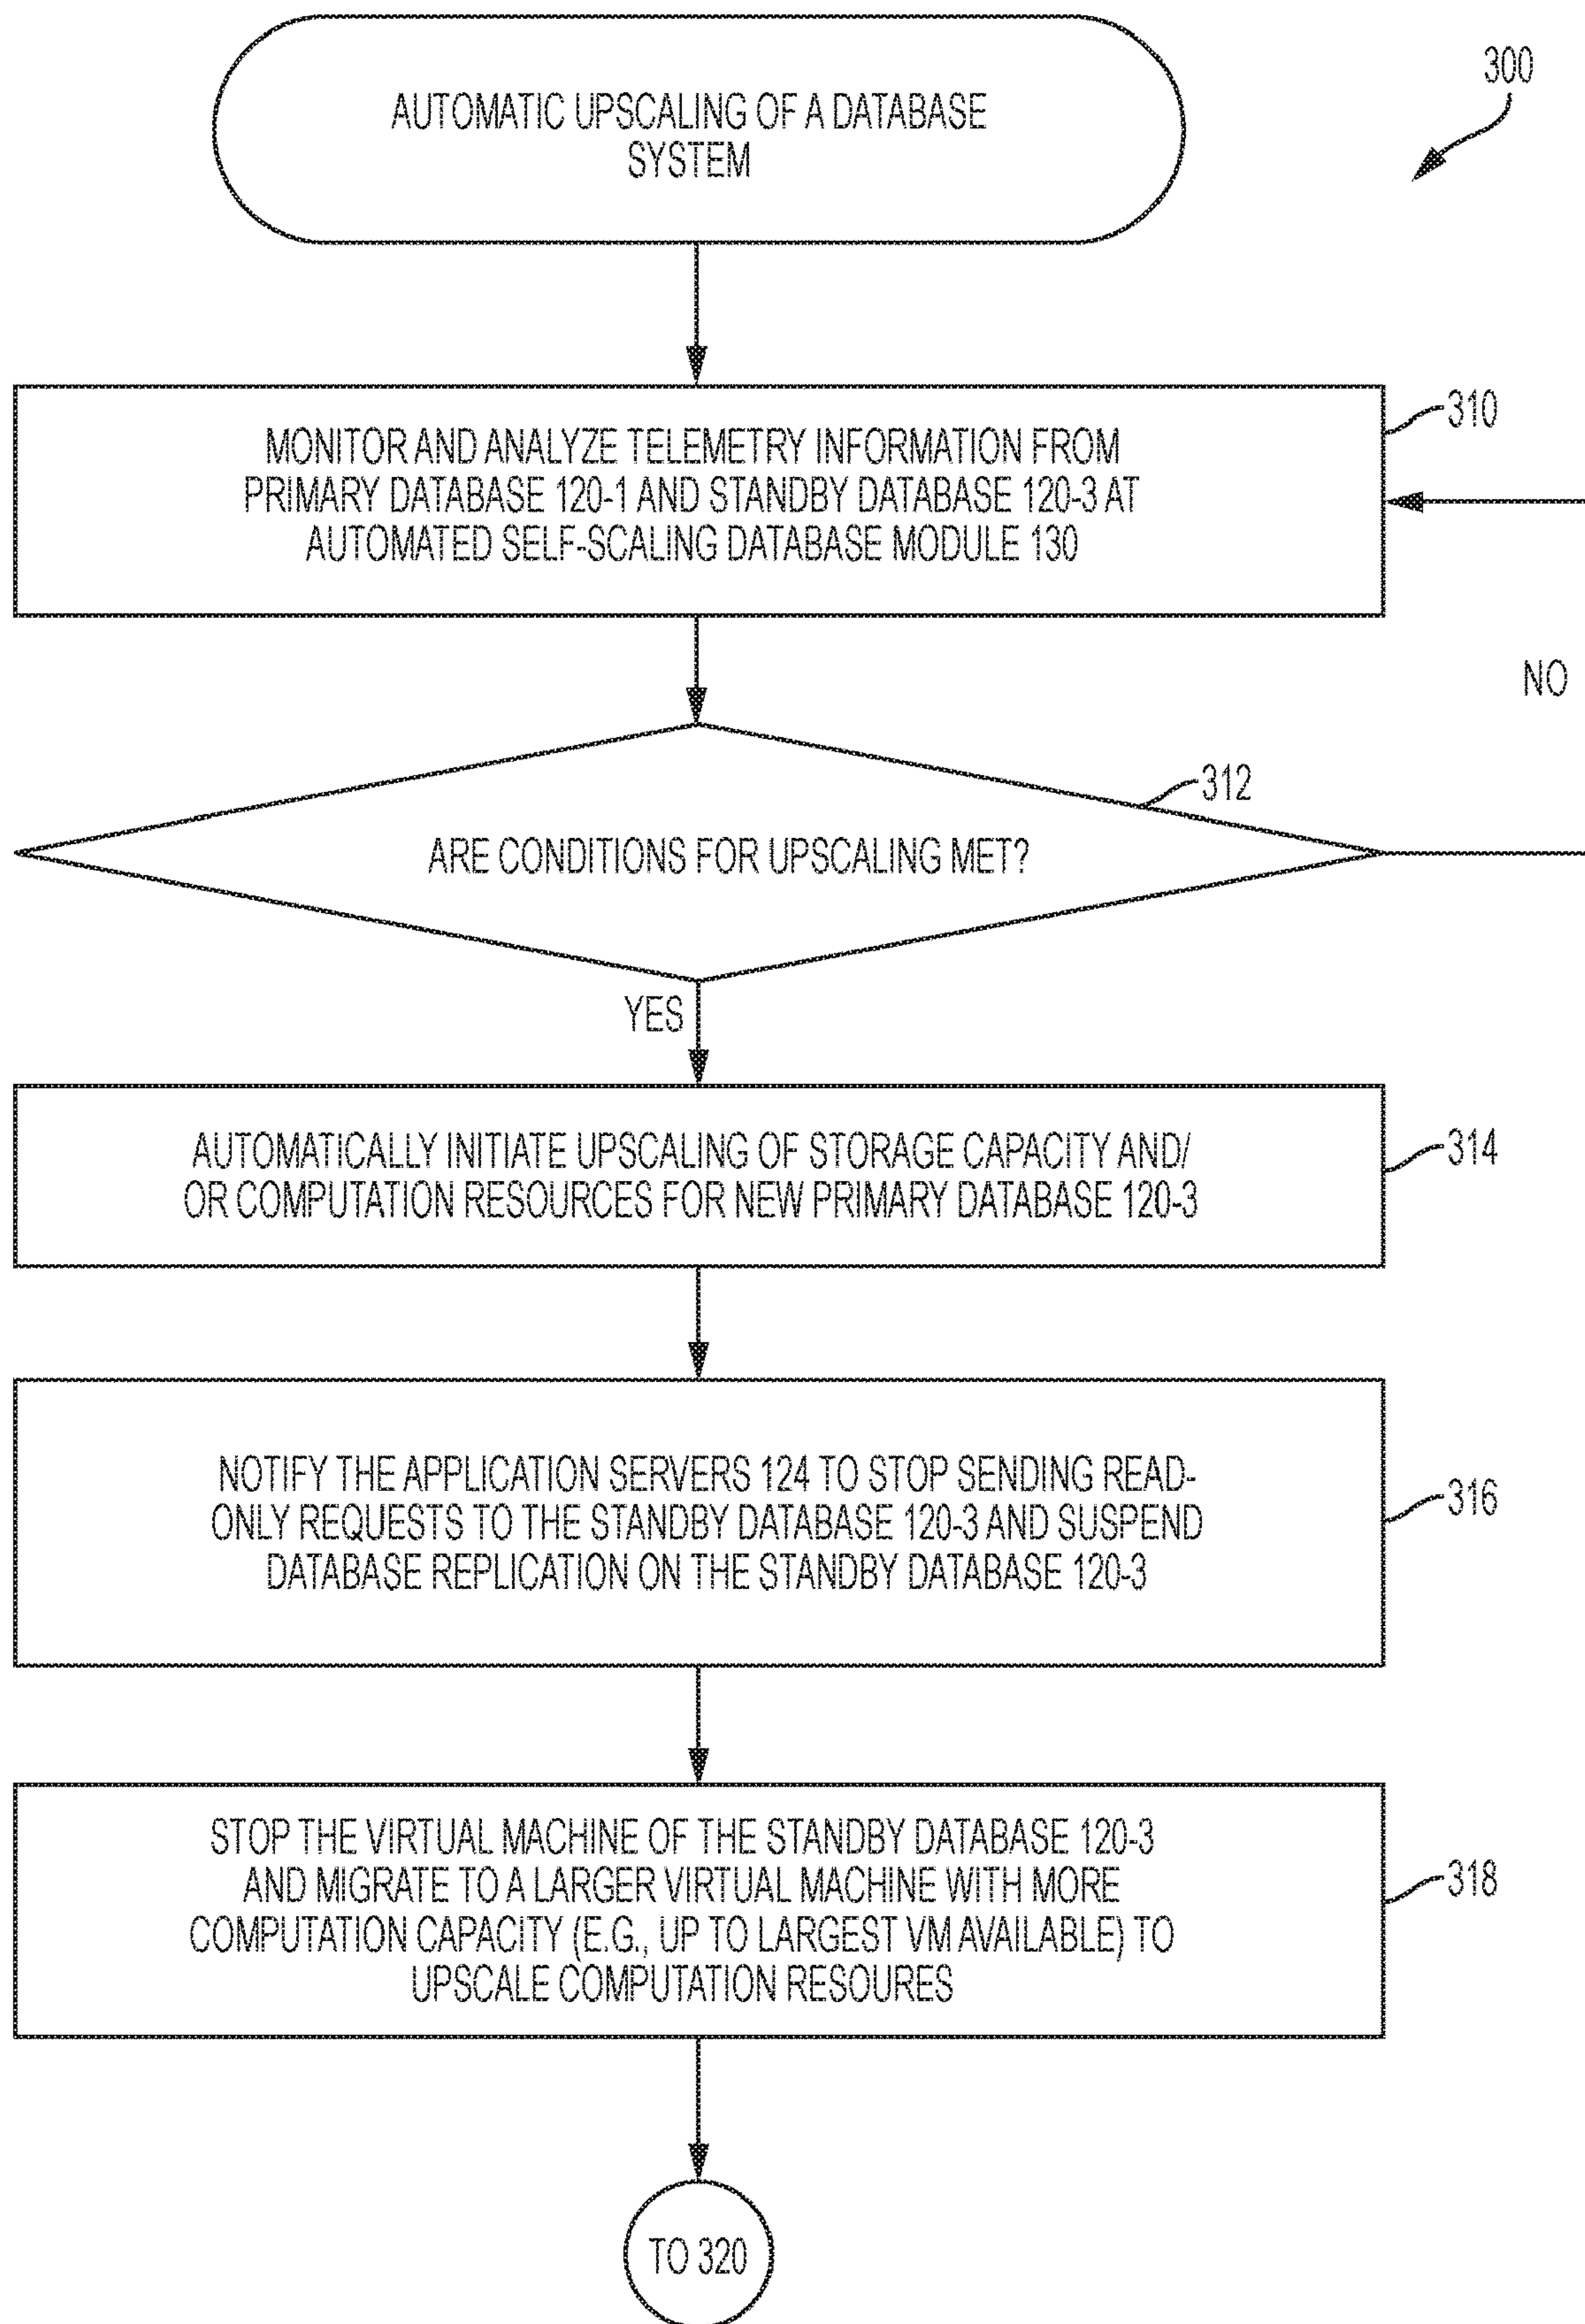 AUTOMATIC UPSCALING OF A DATABASE
SYSTEM
300
MONITOR AND ANALYZE TELEMETRY INFORMATION FROM
PRIMARY DATABASE 120-1 AND STANDBY DATABASE 120-3 AT
AUTOMATED SELF-SCALING DATABASE MODULE 130
310
NO
312
ARE CONDITIONS FOR UPSCALING MET?
YES
AUTOMATICALLY INITIATE UPSCALING OF STORAGE CAPACITY AND/
OR COMPUTATION RESOURCES FOR NEW PRIMARY DATABASE 120-3
314
NOTIFY THE APPLICATION SERVERS 124 TO STOP SENDING READ-
ONLY REQUESTS TO THE STANDBY DATABASE 120-3 AND SUSPEND
DATABASE REPLICATION ON THE STANDBY DATABASE 120-3
316
STOP THE VIRTUAL MACHINE OF THE STANDBY DATABASE 120-3
AND MIGRATE TO A LARGER VIRTUAL MACHINE WITH MORE
COMPUTATION CAPACITY (E.G., UP TO LARGEST VM AVAILABLE) TO
UPSCALE COMPUTATION RESOURES
318
TO 320